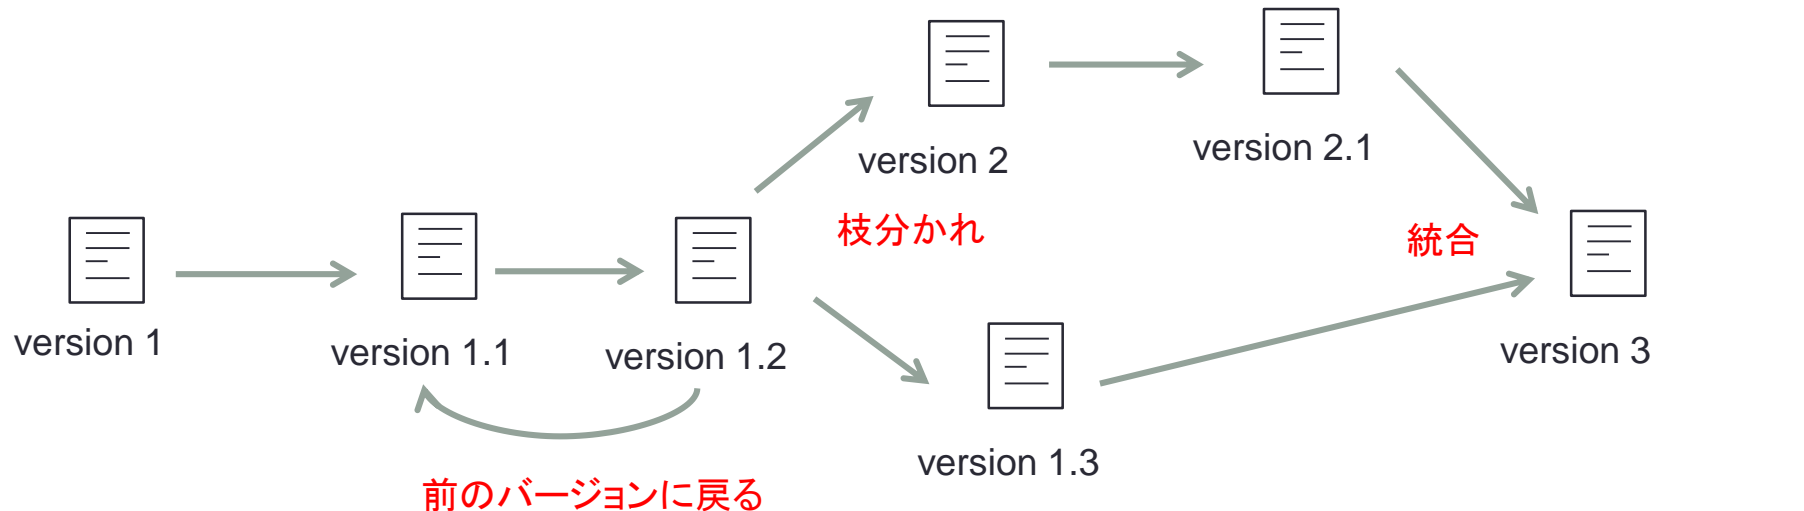 version 2
version 2.1
枝分かれ
統合
version 1
version 1.1
version 1.2
version 3
version 1.3
前のバージョンに戻る